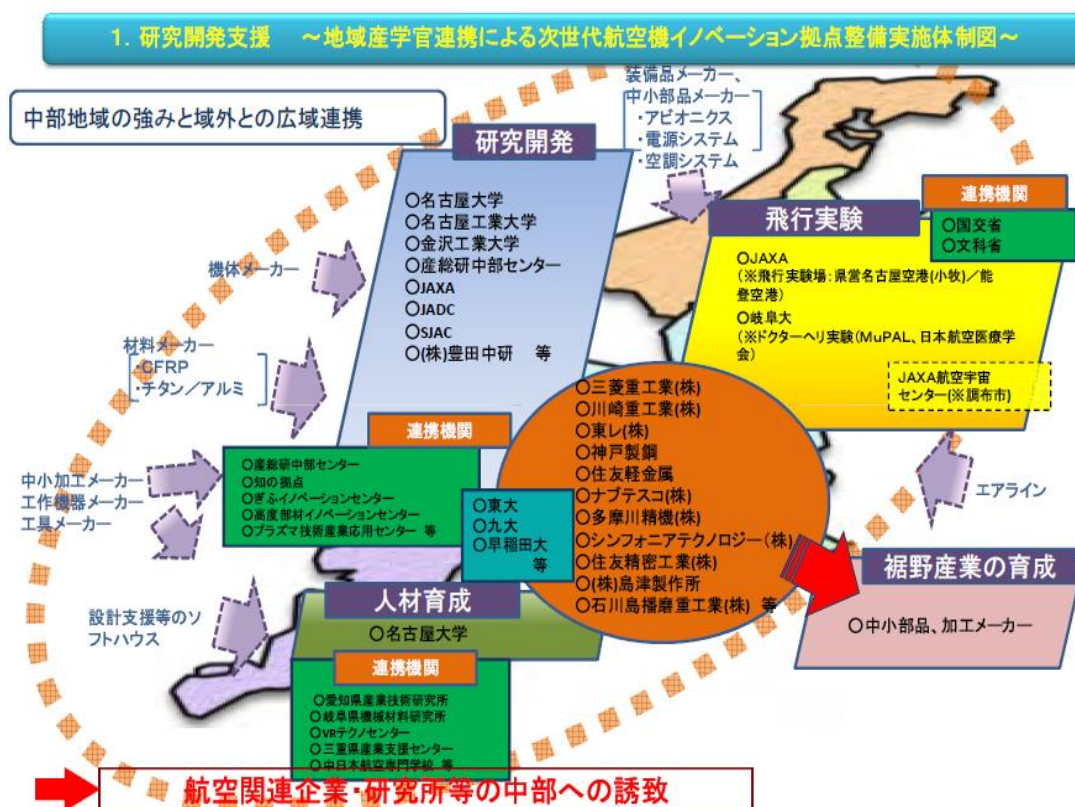 1. 研究開発支援　～地域産学官連携による次世代航空機イノベーション拠点整備実施体制図～
中部地域の強みと域外との広域連携
装備品メーカー、
中小部品メーカー
・アビオニクス
・電源システム
・空調システム
研究開発
○名古屋大学
○名古屋工業大学
○金沢工業大学
○産総研中部センター
○JAXA
○JADC
○SJAC
○(株)豊田中研　等
連携機関
○国交省
○文科省
飛行実験
○JAXA
(※飛行実験場：県営名古屋空港(小牧)／能
登空港)
○岐阜大
(※ドクターヘリ実験(MuPAL、日本航空医療学
会)
JAXA航空宇宙
センター(※調布市)
機体メーカー
材料メーカー
・CFRP
・チタン／アルミ
中小加工メーカー
工作機器メーカー
工具メーカー
設計支援等のソ
フトハウス
エアライン
連携機関
○産総研中部センター
○知の拠点
○ぎふイノベーションセンター
○高度部材イノベーションセンター
○プラズマ技術産業応用センター 等
○東大
○九大
○早稲田大
等
○三菱重工業(株)
○川崎重工業(株)
○東レ(株)
○神戸製鋼
○住友軽金属
○ナブテスコ(株)
○多摩川精機(株)
○シンフォニアテクノロジー(株)
○住友精密工業(株)
○(株)島津製作所
○石川島播磨重工業(株) 等
裾野産業の育成
○中小部品、加工メーカー
人材育成
○名古屋大学
連携機関
○愛知県産業技術研究所
○岐阜県機械材料研究所
○VRテクノセンター
○三重県産業支援センター
○中日本航空専門学校 等
航空関連企業・研究所等の中部への誘致